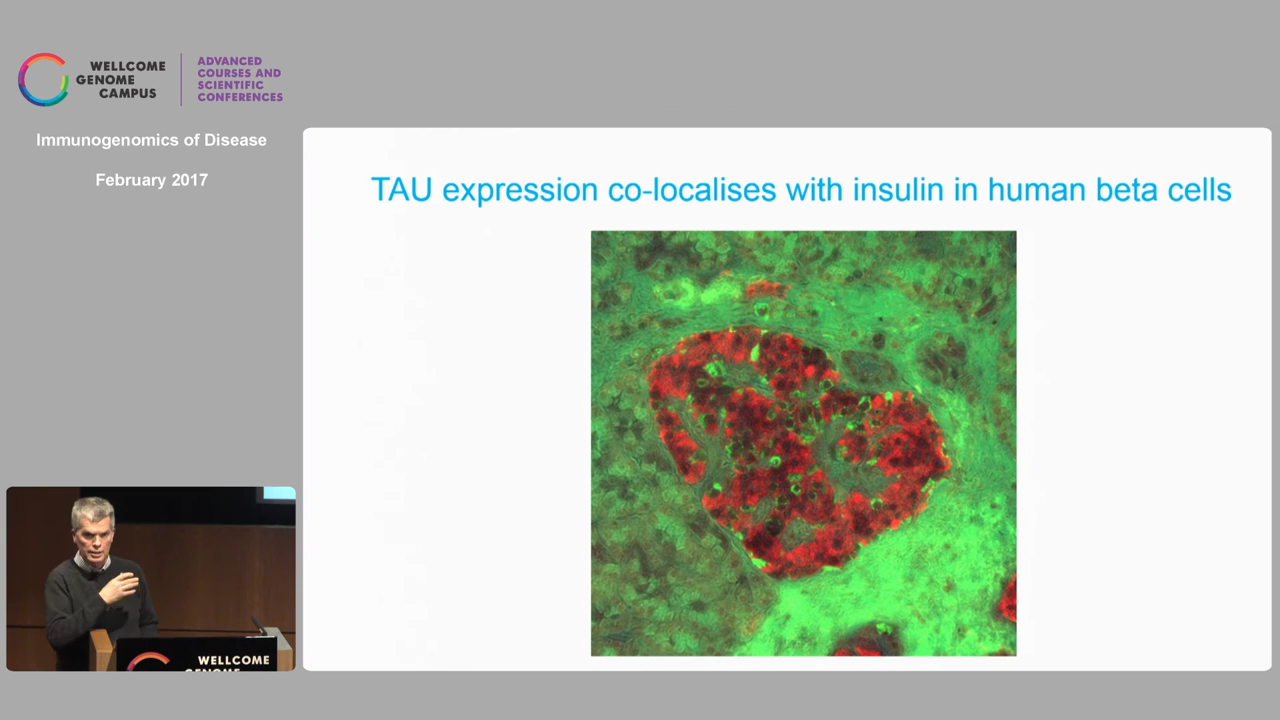 WELLCOME
GENOME
CAMPUS
ADVANCED
COURSES AND
SCIENTIFIC
CONFERENCES
Immunogenomics of Disease
February 2017
TAU expression co-localises with insulin in human beta cells
WELLCOME
GENOME